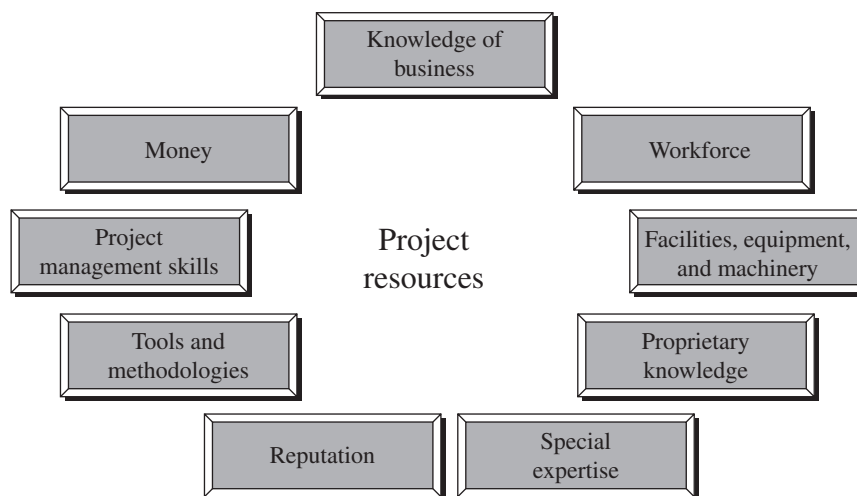 Knowledge of
business
Money
Workforce
Project
management skills
Project
resources
Facilities, equipment,
and machinery
Tools and
methodologies
Proprietary
knowledge
Reputation
Special
expertise